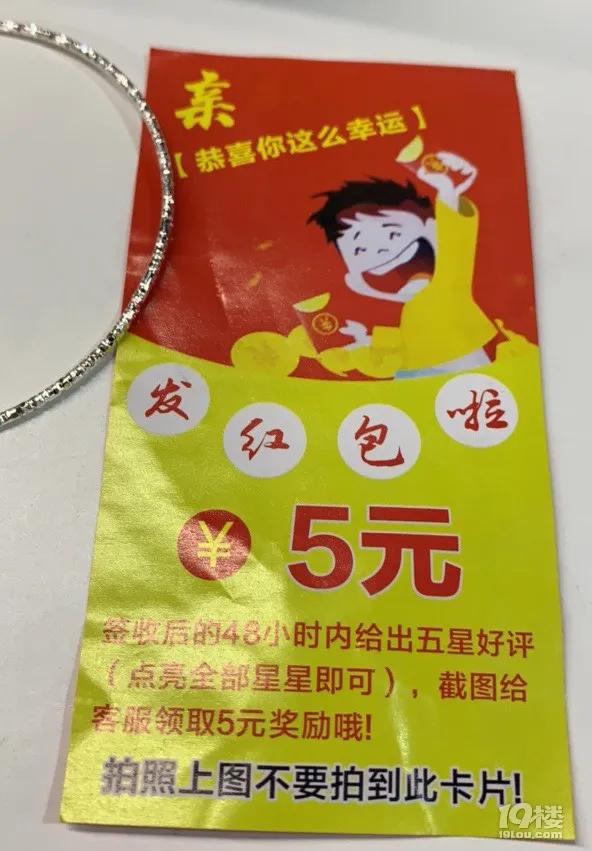 亲
【恭喜你这么幸运】
发红包啦
¥ 5元
签收后的48小时内给出五星好评
（点亮全部星星即可），截图给
客服领取5元奖励哦!
拍照上图不要拍到此卡片!
19楼
19lou.com